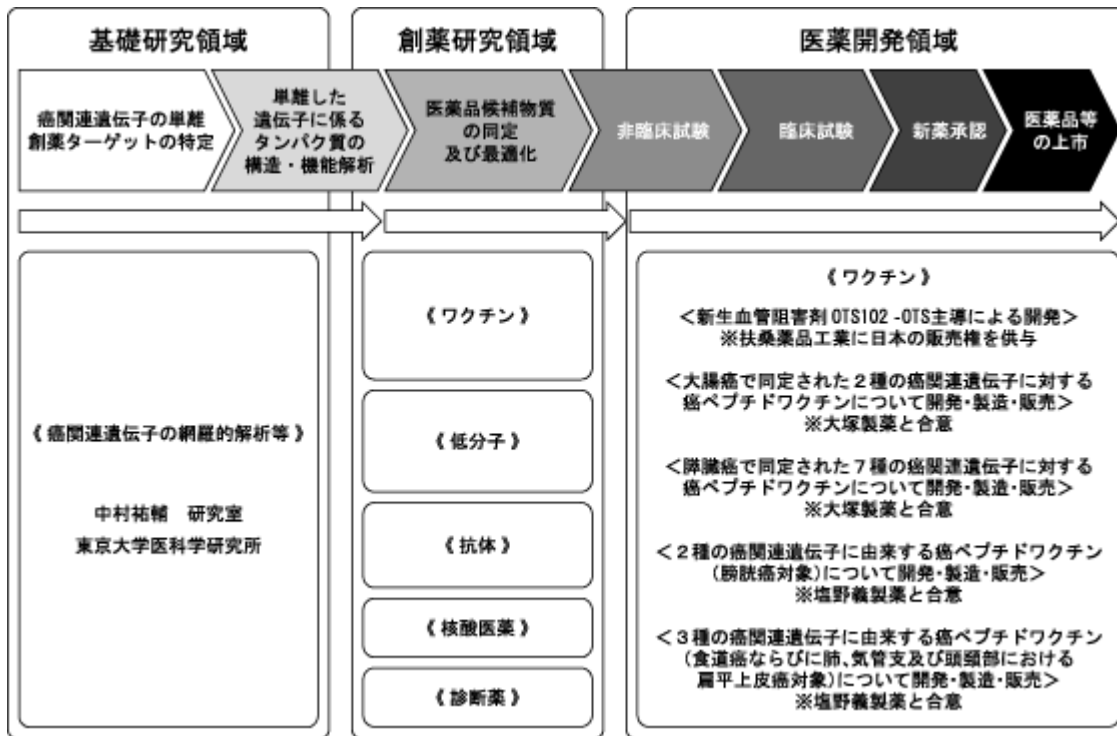 基礎研究領域
創薬研究領域
医薬開発領域
癌関連遺伝子の単離
創薬ターゲットの特定
単離した
遺伝子に係る
タンパク質の
構造・機能解析
医薬品候補物質
の同定
及び最適化
非臨床試験
臨床試験
新薬承認
医薬品等
の上市
《 癌関連遺伝子の網羅的解析等 》
中村祐輔　研究室
東京大学医科学研究所
《 ワクチン 》
《 低分子 》
《 抗体 》
《 核酸医薬 》
《 診断薬 》
《 ワクチン 》
＜新生血管阻害剤 OTS102 -OTS主導による開発＞
※扶桑薬品工業に日本の販売権を供与
＜大腸癌で同定された２種の癌関連遺伝子に対する
癌ペプチドワクチンについて開発・製造・販売＞
※大塚製薬と合意
＜膵臓癌で同定された７種の癌関連遺伝子に対する
癌ペプチドワクチンについて開発・製造・販売＞
※大塚製薬と合意
＜２種の癌関連遺伝子に由来する癌ペプチドワクチン
（膀胱癌対象）について開発・製造・販売＞
※塩野義製薬と合意
＜３種の癌関連遺伝子に由来する癌ペプチドワクチン
（食道癌ならびに肺、気管支及び頭頸部における
扁平上皮癌対象）について開発・製造・販売＞
※塩野義製薬と合意